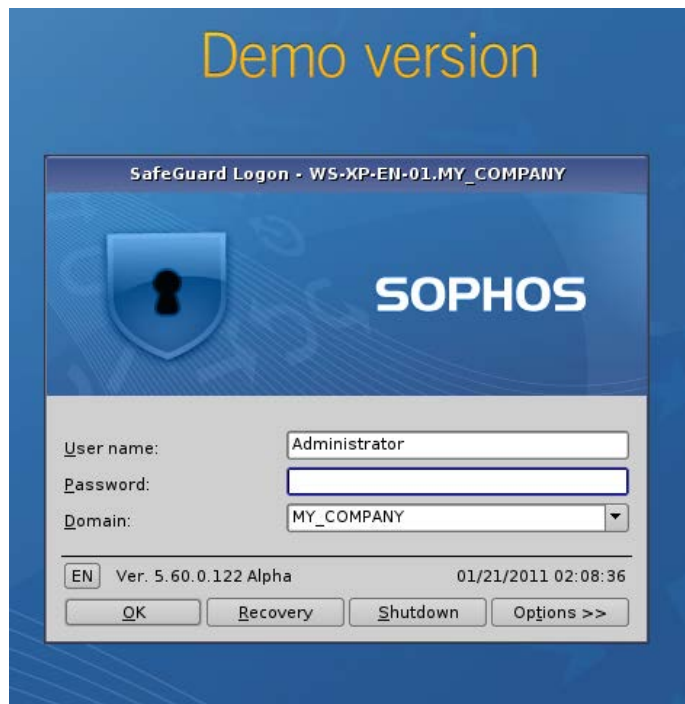 Demo version
SafeGuard Logon - WS-XP-EN-01.MY_COMPANY
SOPHOS
User name: Administrator
Password:
Domain: MY_COMPANY
EN Ver. 5.60.0.122 Alpha 01/21/2011 02:08:36
OK Recovery Shutdown Options >>